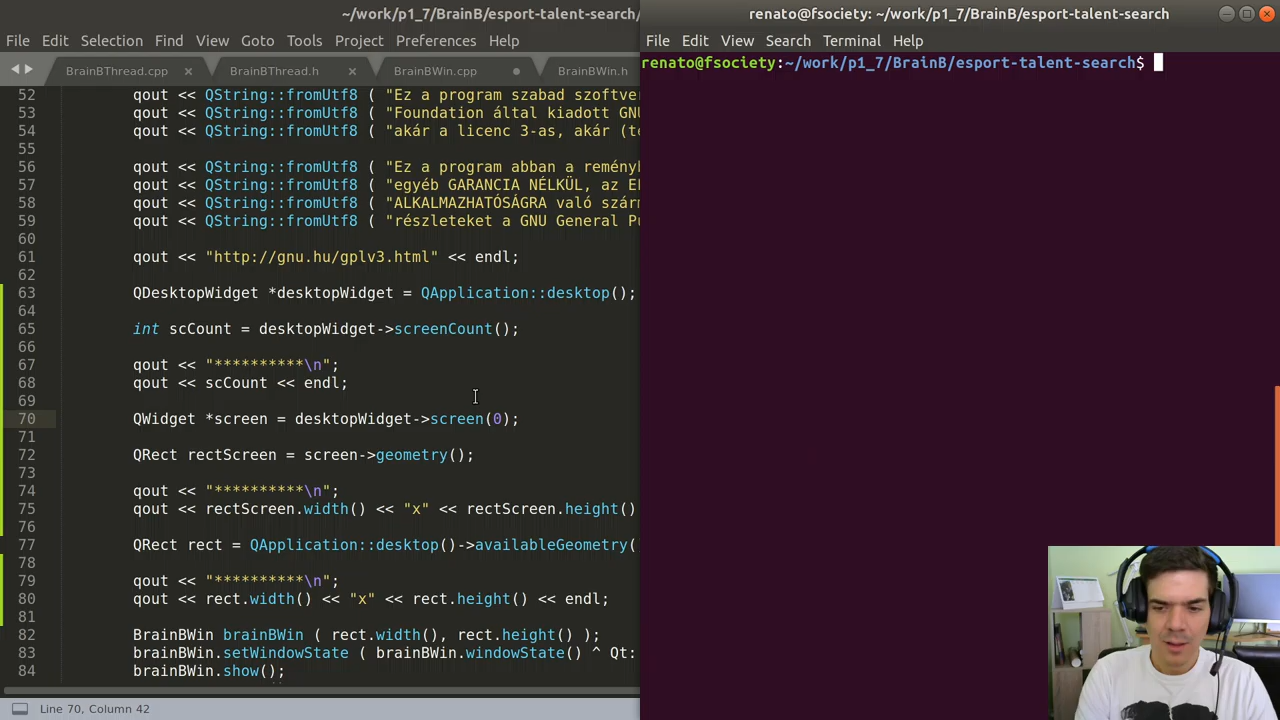 ~/work/p1_7/BrainB/esport-talent-search/
File Edit Selection Find View Goto Tools Project Preferences Help
BrainBThread.cpp × BrainBThread.h × BrainBWin.cpp BrainBWin.h
52 qout << QString::fromUtf8 ( "Ez a program szabad szoftver
53 qout << QString::fromUtf8 ( "Foundation által kiadott GNU
54 qout << QString::fromUtf8 ( "akár a licenc 3-as, akár (te
55
56 qout << QString::fromUtf8 ( "Ez a program abban a remény
57 qout << QString::fromUtf8 ( "egyéb GARANCIA NÉLKÜL, az E
58 qout << QString::fromUtf8 ( "ALKALMAZHATÓSÁGRA való szárm
59 qout << QString::fromUtf8 ( "részleteket a GNU General Pu
60
61 qout << "http://gnu.hu/gplv3.html" << endl;
62
63 QDesktopWidget *desktopWidget = QApplication::desktop();
64
65 int scCount = desktopWidget->screenCount();
66
67 qout << "**********\n";
68 qout << scCount << endl;
69
70 QWidget *screen = desktopWidget->screen(0);
71
72 QRect rectScreen = screen->geometry();
73
74 qout << "**********\n";
75 qout << rectScreen.width() << "x" << rectScreen.height()
76
77 QRect rect = QApplication::desktop()->availableGeometry(
78
79 qout << "**********\n";
80 qout << rect.width() << "x" << rect.height() << endl;
81
82 BrainBWin brainBWin ( rect.width(), rect.height() );
83 brainBWin.setWindowState ( brainBWin.windowState() ^ Qt:
84 brainBWin.show();
Line 70, Column 42
renato@fsociety: ~/work/p1_7/BrainB/esport-talent-search
File Edit View Search Terminal Help
renato@fsociety:~/work/p1_7/BrainB/esport-talent-search$